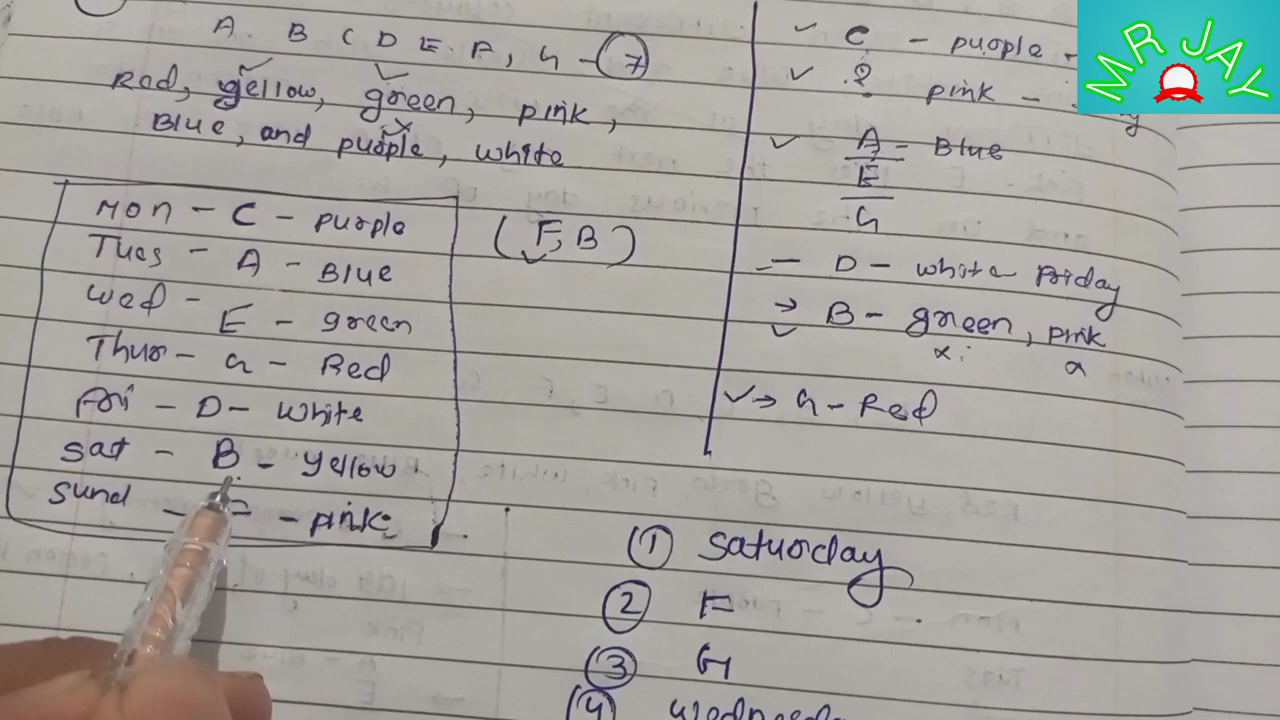 A. B C D E. F, G - 7
Red, yellow, green, pink,
Blue, and purple, white
Mon - C - purple
Tues - A - Blue
Wed - E - green
Thur - G - Red
Fri - D - White
Sat - B - yellow
Sund - F - pink
(F, B)
C - purple -
? pink -
A - Blue
E
G
- D - white Friday
→ B - green, pink
x x
→ G - Red
① Saturday
② F
③ G
④
MR JAY